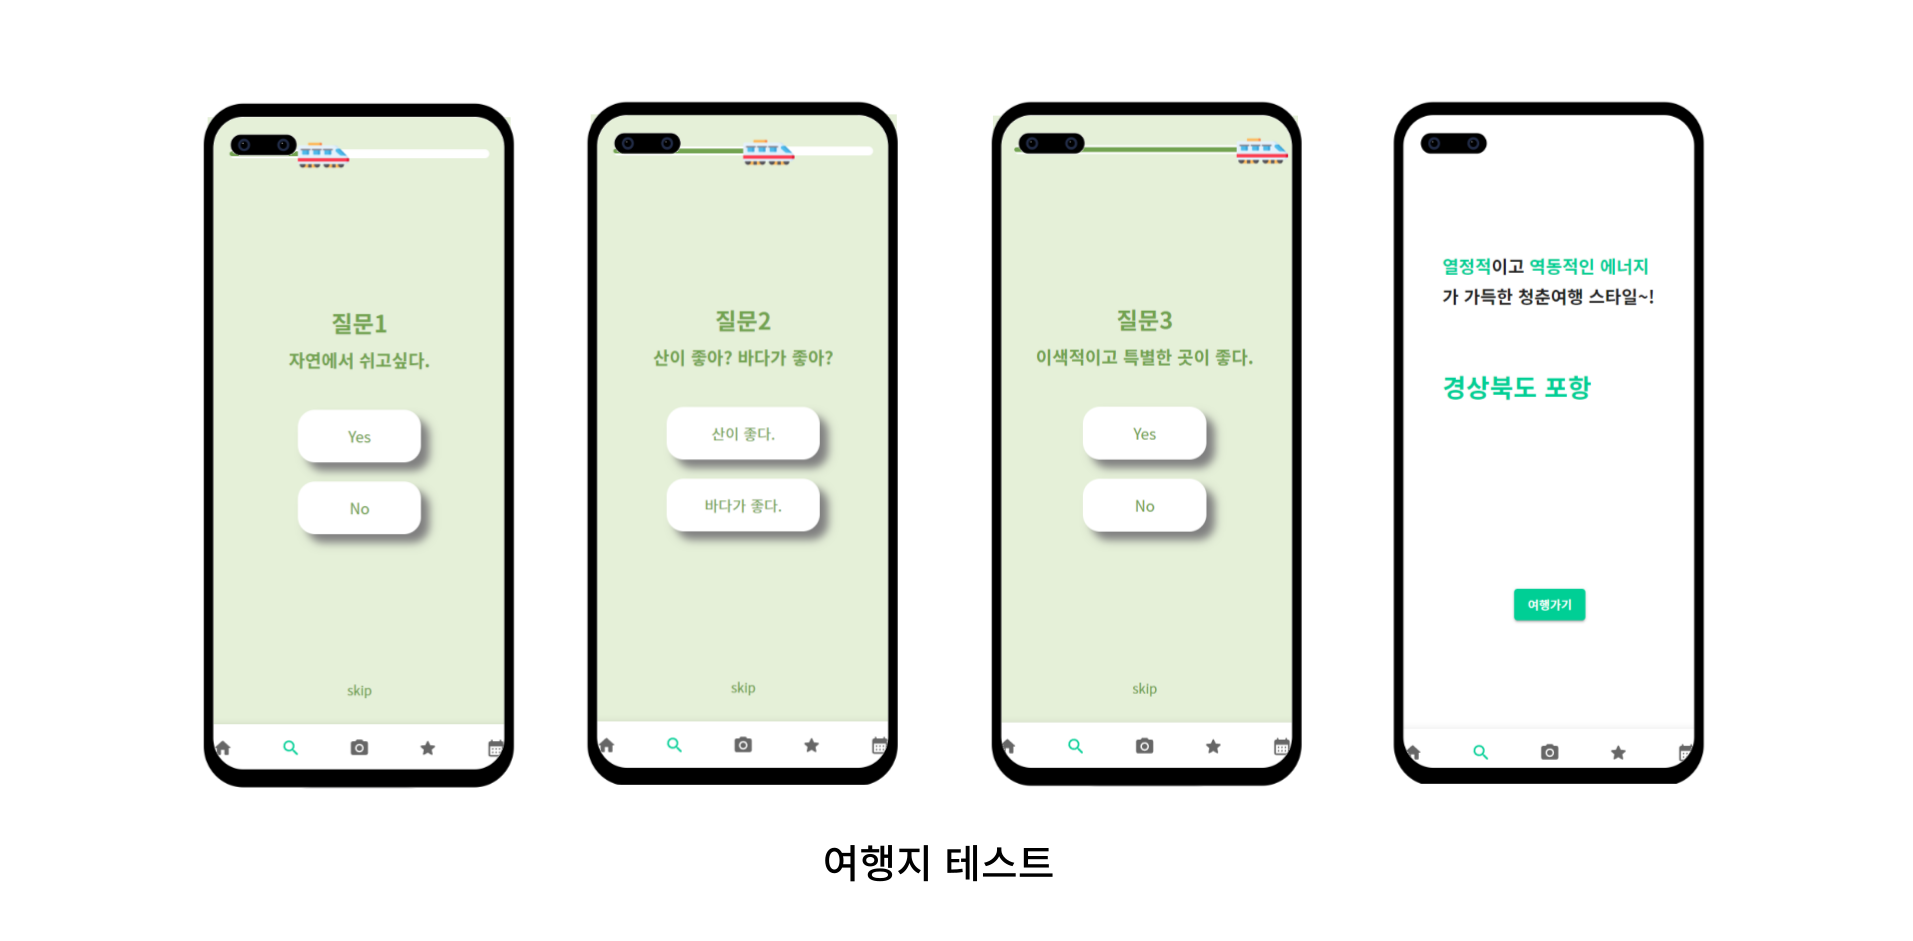 질문1
자연에서 쉬고싶다.
Yes
No
skip
질문2
산이 좋아? 바다가 좋아?
산이 좋다.
바다가 좋다.
skip
질문3
이색적이고 특별한 곳이 좋다.
Yes
No
skip
열정적이고 역동적인 에너지
가 가득한 청춘여행 스타일~!
경상북도 포항
여행가기
여행지 테스트